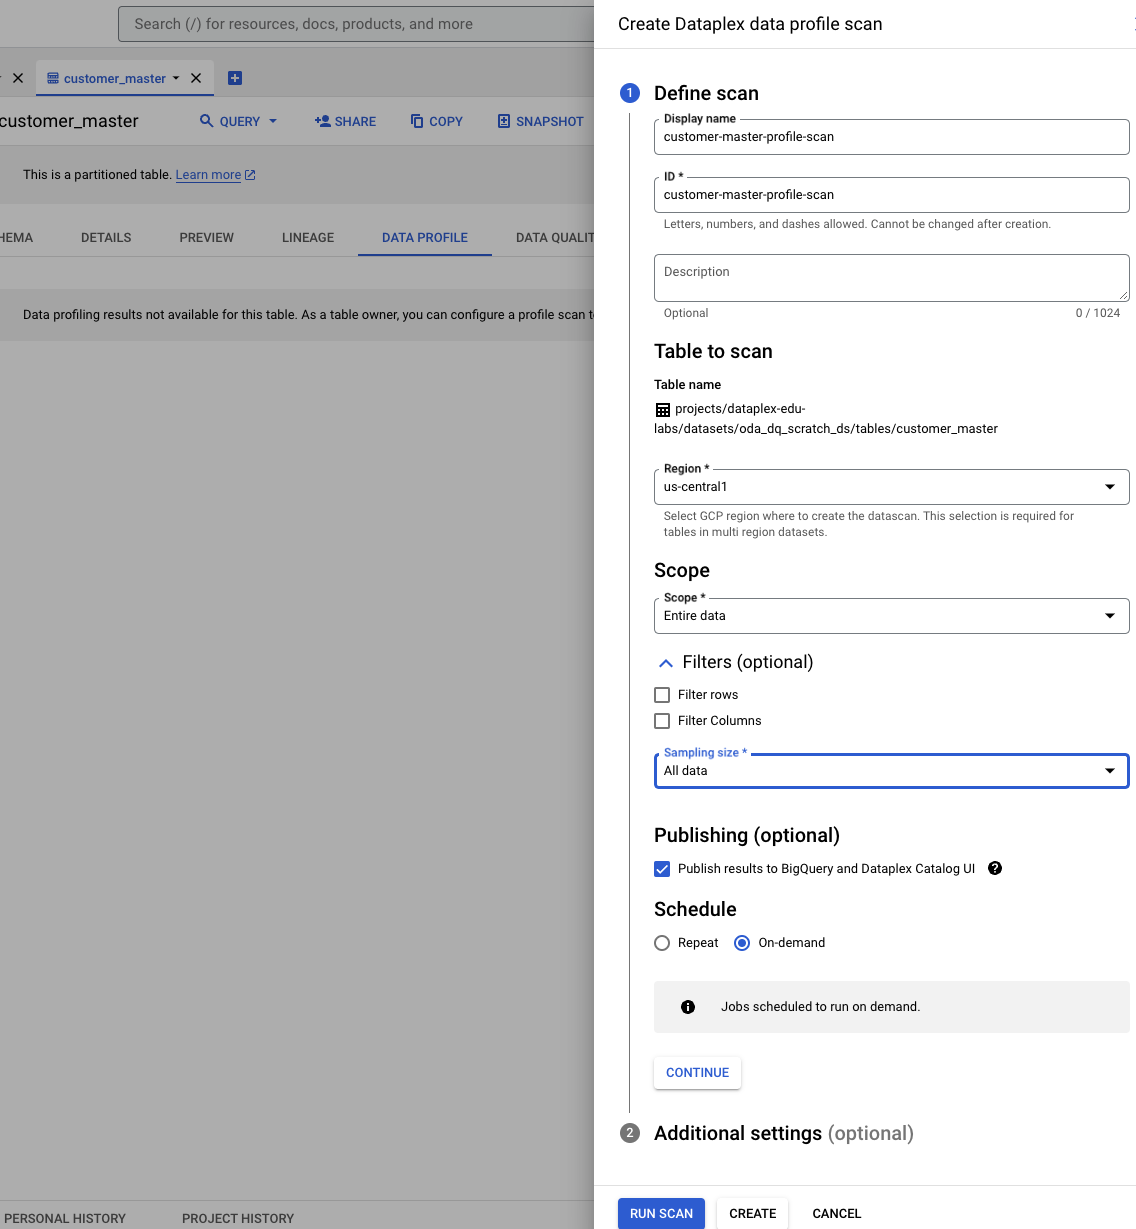 Search (/) for resources, docs, products, and more
customer_master
customer_master
QUERY
SHARE
COPY
SNAPSHOT
This is a partitioned table. Learn more
HEMA
DETAILS
PREVIEW
LINEAGE
DATA PROFILE
DATA QUALIT
Data profiling results not available for this table. As a table owner, you can configure a profile scan t
PERSONAL HISTORY
PROJECT HISTORY
Create Dataplex data profile scan
1
Define scan
Display name
customer-master-profile-scan
ID *
customer-master-profile-scan
Letters, numbers, and dashes allowed. Cannot be changed after creation.
Description
Optional
0 / 1024
Table to scan
Table name
projects/dataplex-edu-
labs/datasets/oda_dq_scratch_ds/tables/customer_master
Region *
us-central1
Select GCP region where to create the datascan. This selection is required for
tables in multi region datasets.
Scope
Scope *
Entire data
Filters (optional)
Filter rows
Filter Columns
Sampling size *
All data
Publishing (optional)
Publish results to BigQuery and Dataplex Catalog UI
Schedule
Repeat
On-demand
Jobs scheduled to run on demand.
CONTINUE
2
Additional settings (optional)
RUN SCAN
CREATE
CANCEL